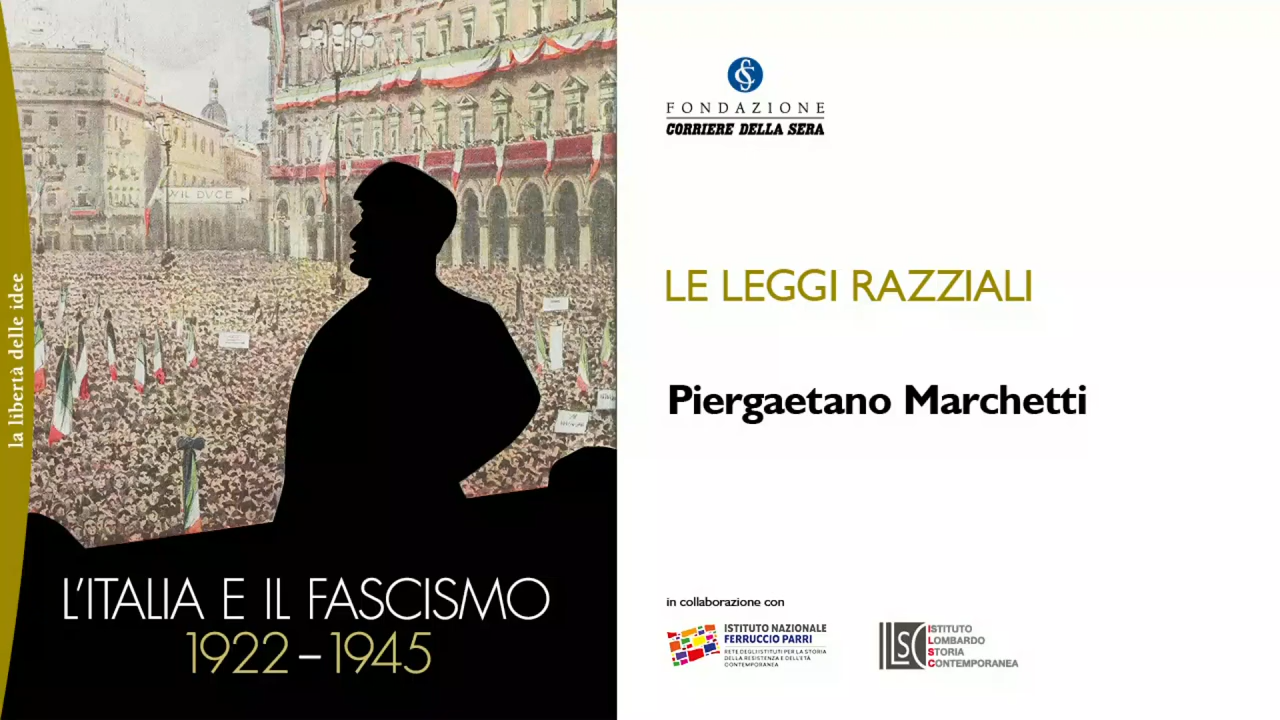 la libertà delle idee
W IL DVCE
L'ITALIA E IL FASCISMO
1922 – 1945
FONDAZIONE
CORRIERE DELLA SERA
LE LEGGI RAZZIALI
Piergaetano Marchetti
in collaborazione con
ISTITUTO NAZIONALE
FERRUCCIO PARRI
RETE DEGLI ISTITUTI PER LA STORIA
DELLA RESISTENZA E DELL'ETÀ
CONTEMPORANEA
ILSC
ISTITUTO
LOMBARDO
STORIA
CONTEMPORANEA